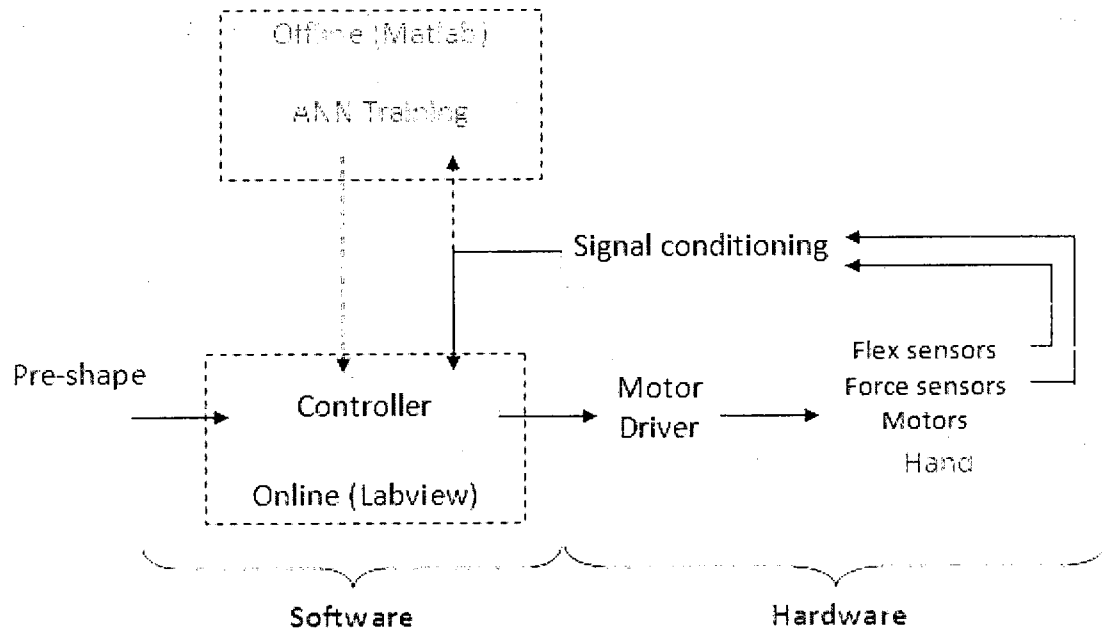 Offline (Matlab)
ANN Training
Signal conditioning
Pre-shape
Controller
Online (Labview)
Motor
Driver
Flex sensors
Force sensors
Motors
Hand
Software
Hardware